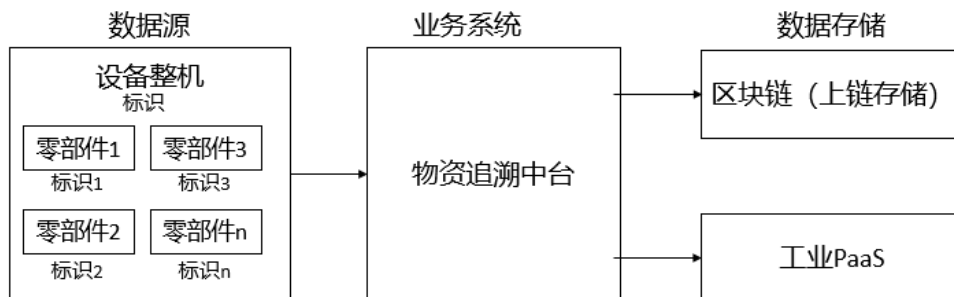 数据源
业务系统
数据存储
设备整机
标识
零部件1
零部件3
标识1
标识3
零部件2
零部件n
标识2
标识n
物资追溯中台
区块链（上链存储）
工业PaaS